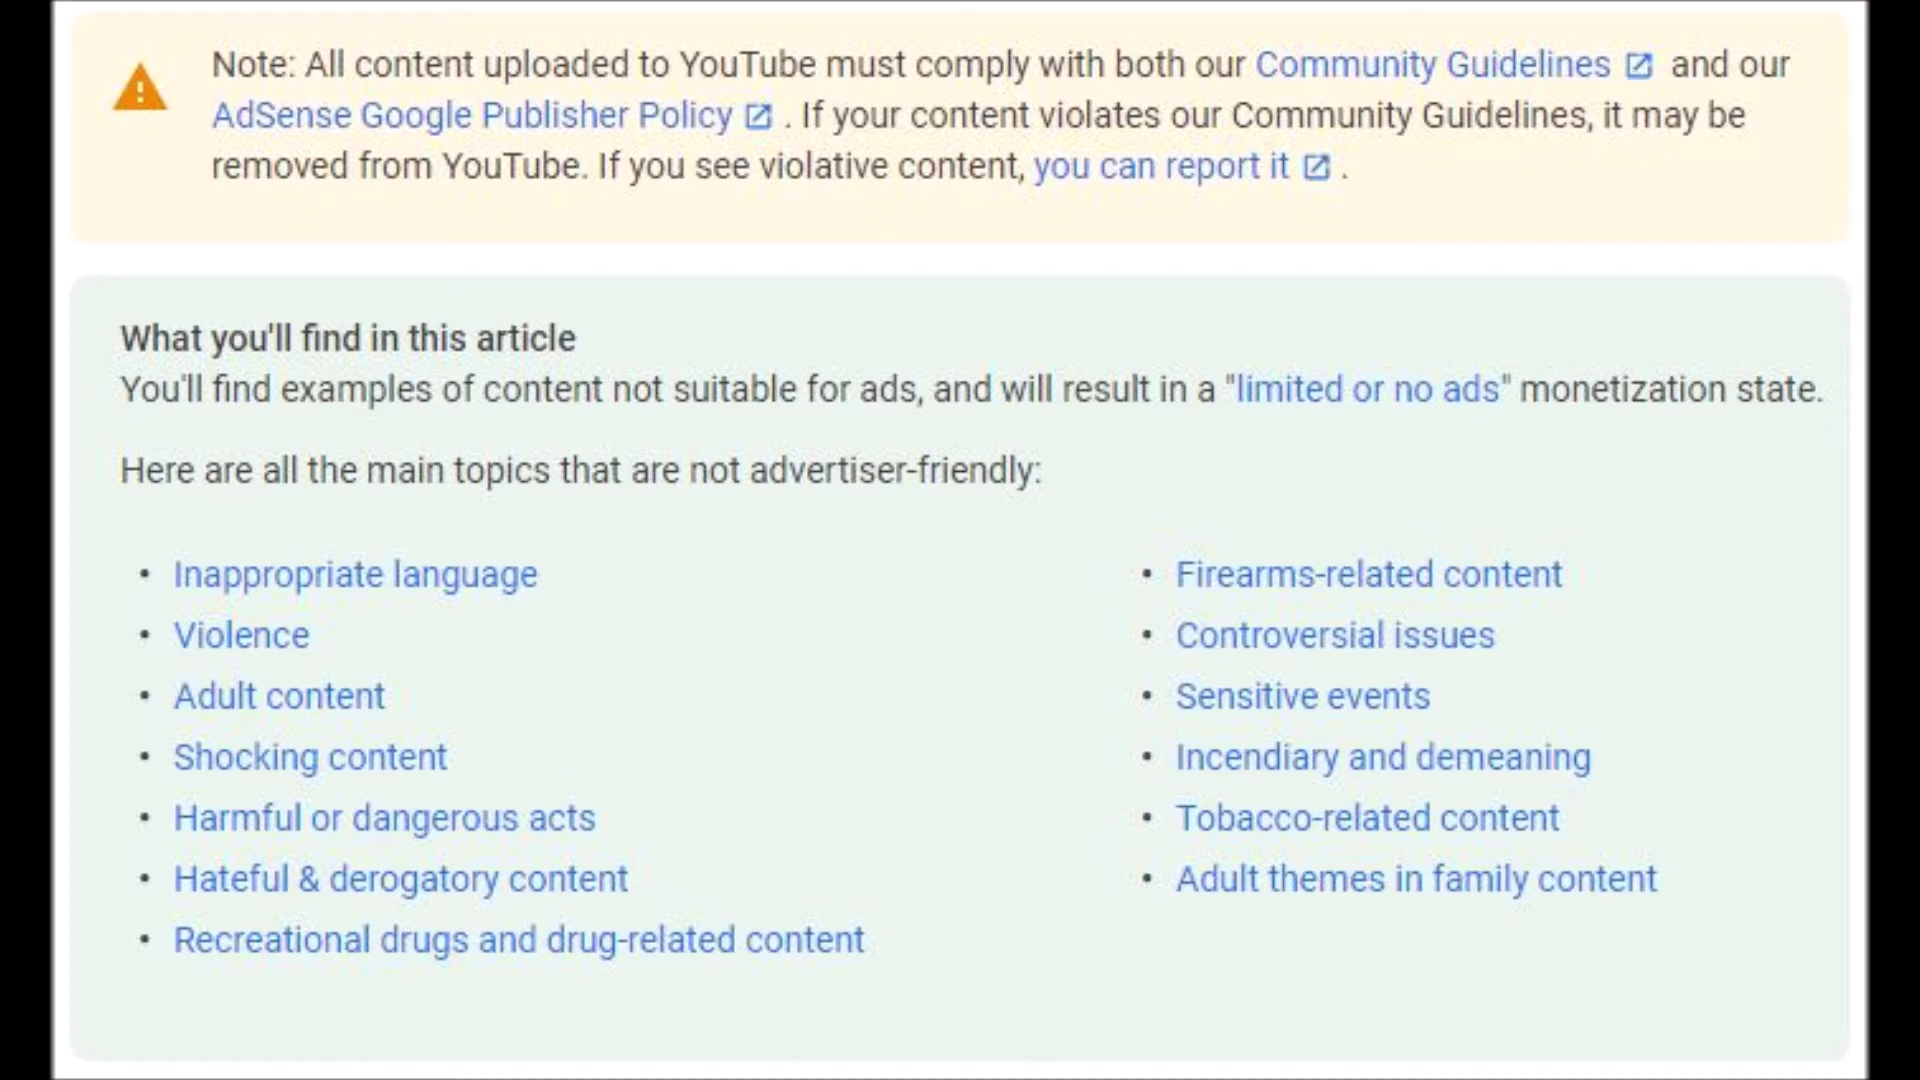 Note: All content uploaded to YouTube must comply with both our Community Guidelines and our
AdSense Google Publisher Policy . If your content violates our Community Guidelines, it may be
removed from YouTube. If you see violative content, you can report it .
What you'll find in this article
You'll find examples of content not suitable for ads, and will result in a "limited or no ads" monetization state.
Here are all the main topics that are not advertiser-friendly:
• Inappropriate language
• Violence
• Adult content
• Shocking content
• Harmful or dangerous acts
• Hateful & derogatory content
• Recreational drugs and drug-related content
• Firearms-related content
• Controversial issues
• Sensitive events
• Incendiary and demeaning
• Tobacco-related content
• Adult themes in family content